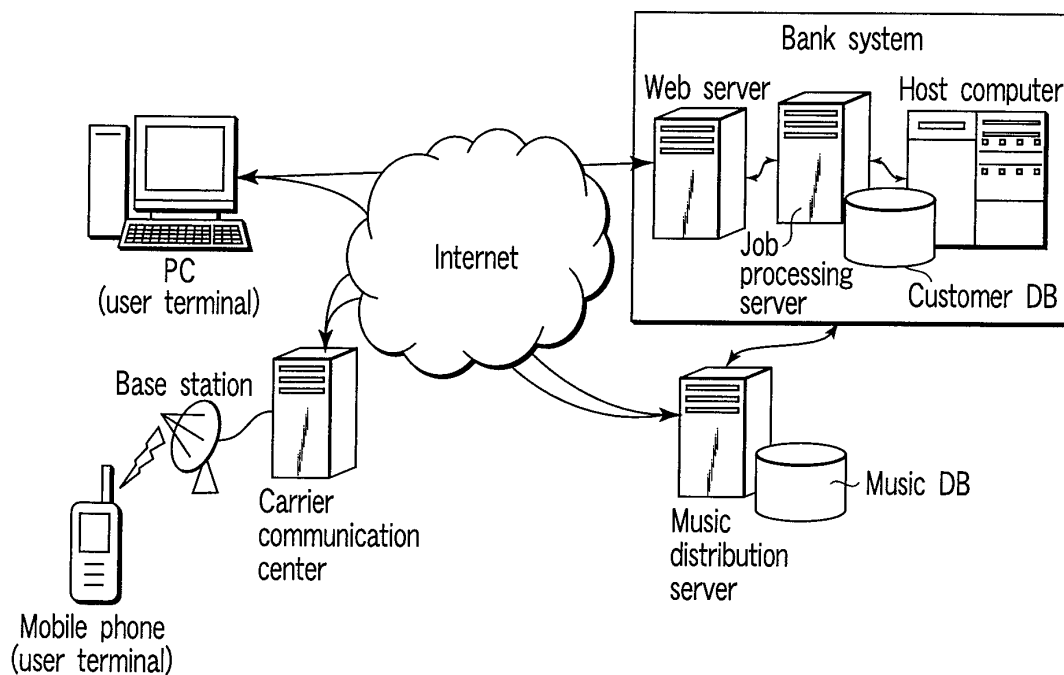 Bank system
Web server
Host computer
Job
processing
server
Customer DB
PC
(user terminal)
Internet
Base station
Carrier
communication
center
Music
distribution
server
Music DB
Mobile phone
(user terminal)